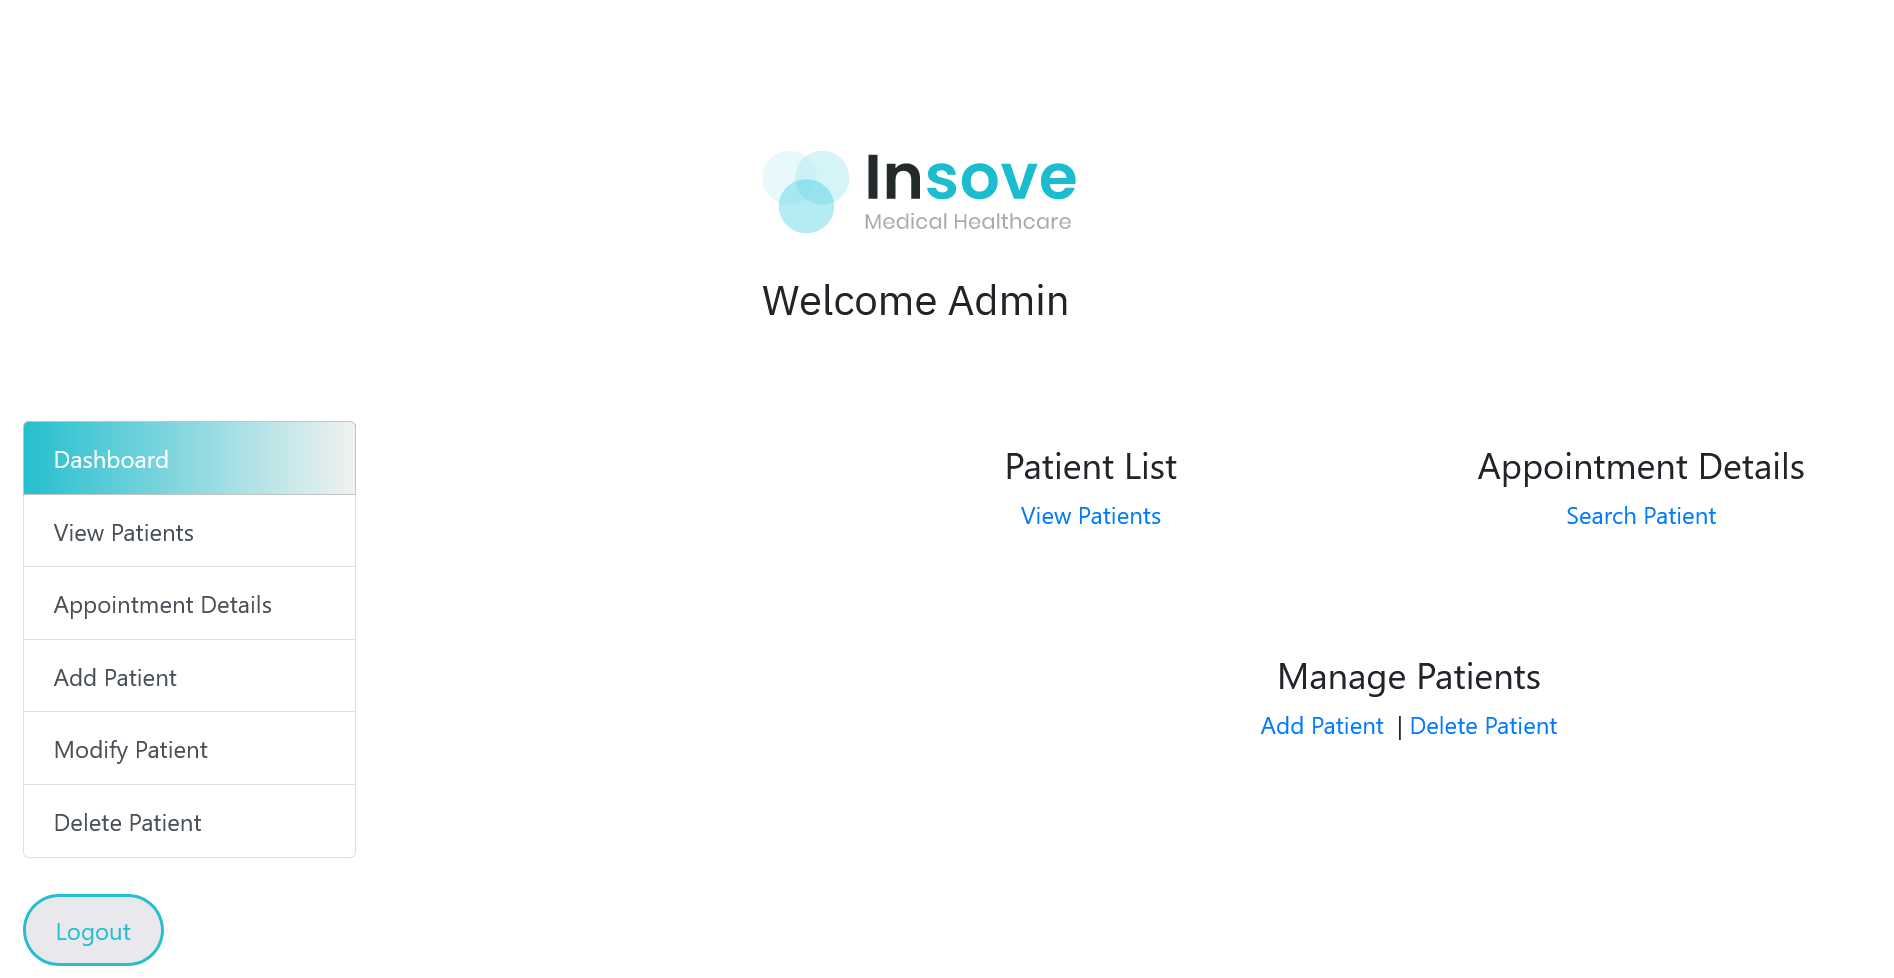 Insove
Medical Healthcare
Welcome Admin
Dashboard
View Patients
Appointment Details
Add Patient
Modify Patient
Delete Patient
Logout
Patient List
View Patients
Appointment Details
Search Patient
Manage Patients
Add Patient | Delete Patient